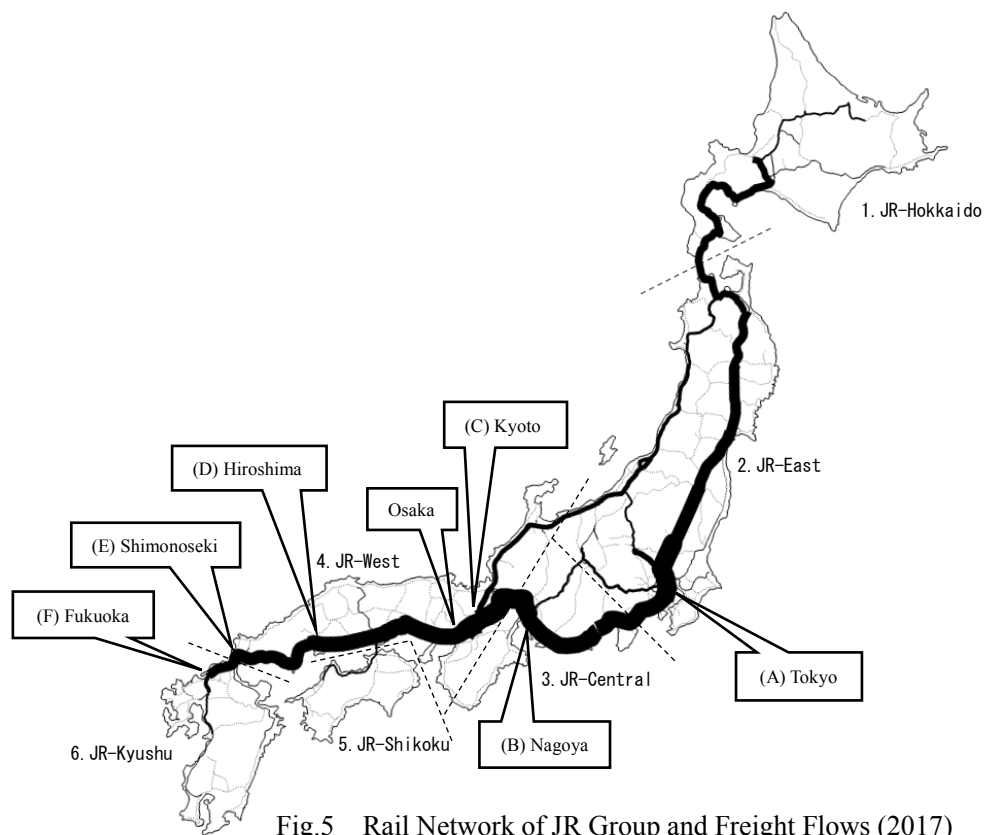 1. JR-Hokkaido
(C) Kyoto
2. JR-East
(D) Hiroshima
Osaka
(E) Shimonoseki
4. JR-West
(F) Fukuoka
3. JR-Central
(A) Tokyo
6. JR-Kyushu
5. JR-Shikoku
(B) Nagoya
Fig.5 Rail Network of JR Group and Freight Flows (2017)